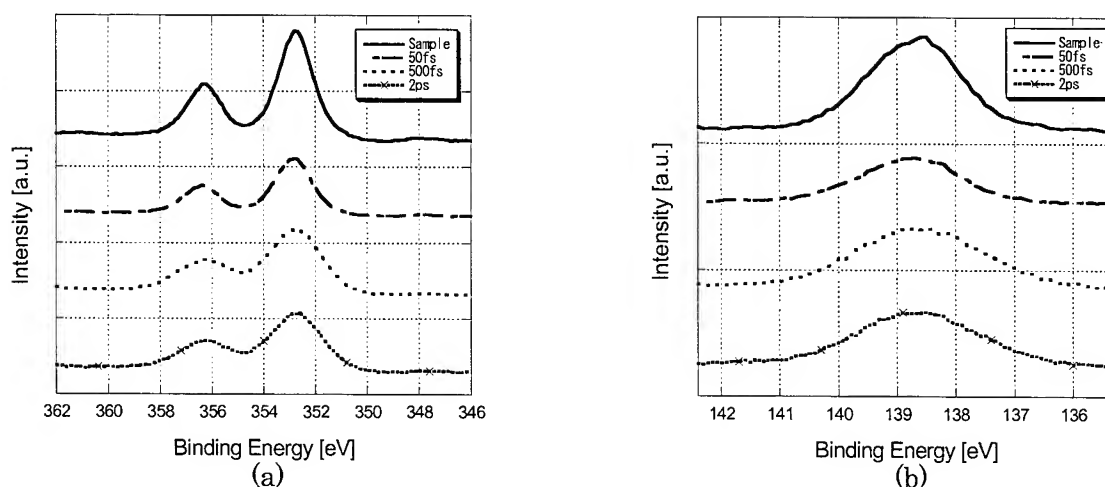 Sample
50fs
500fs
2ps
Intensity [a.u.]
362 360 358 356 354 352 350 348 346
Binding Energy [eV]
(a)
Sample
50fs
500fs
2ps
Intensity [a.u.]
142 141 140 139 138 137 136
Binding Energy [eV]
(b)